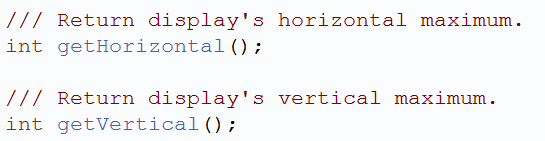 /// Return display's horizontal maximum.
int getHorizontal();
/// Return display's vertical maximum.
int getVertical();